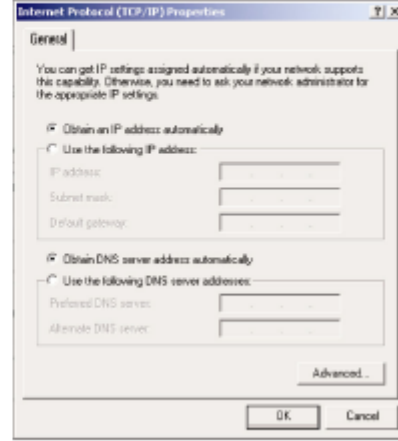 Internet Protocol (TCP/IP) Properties
General
You can get IP settings assigned automatically if your network supports
this capability. Otherwise, you need to ask your network administrator for
the appropriate IP settings.
Obtain an IP address automatically
Use the following IP address:
IP address:
Subnet mask:
Default gateway:
Obtain DNS server address automatically
Use the following DNS server addresses:
Preferred DNS server:
Alternate DNS server:
Advanced...
OK Cancel